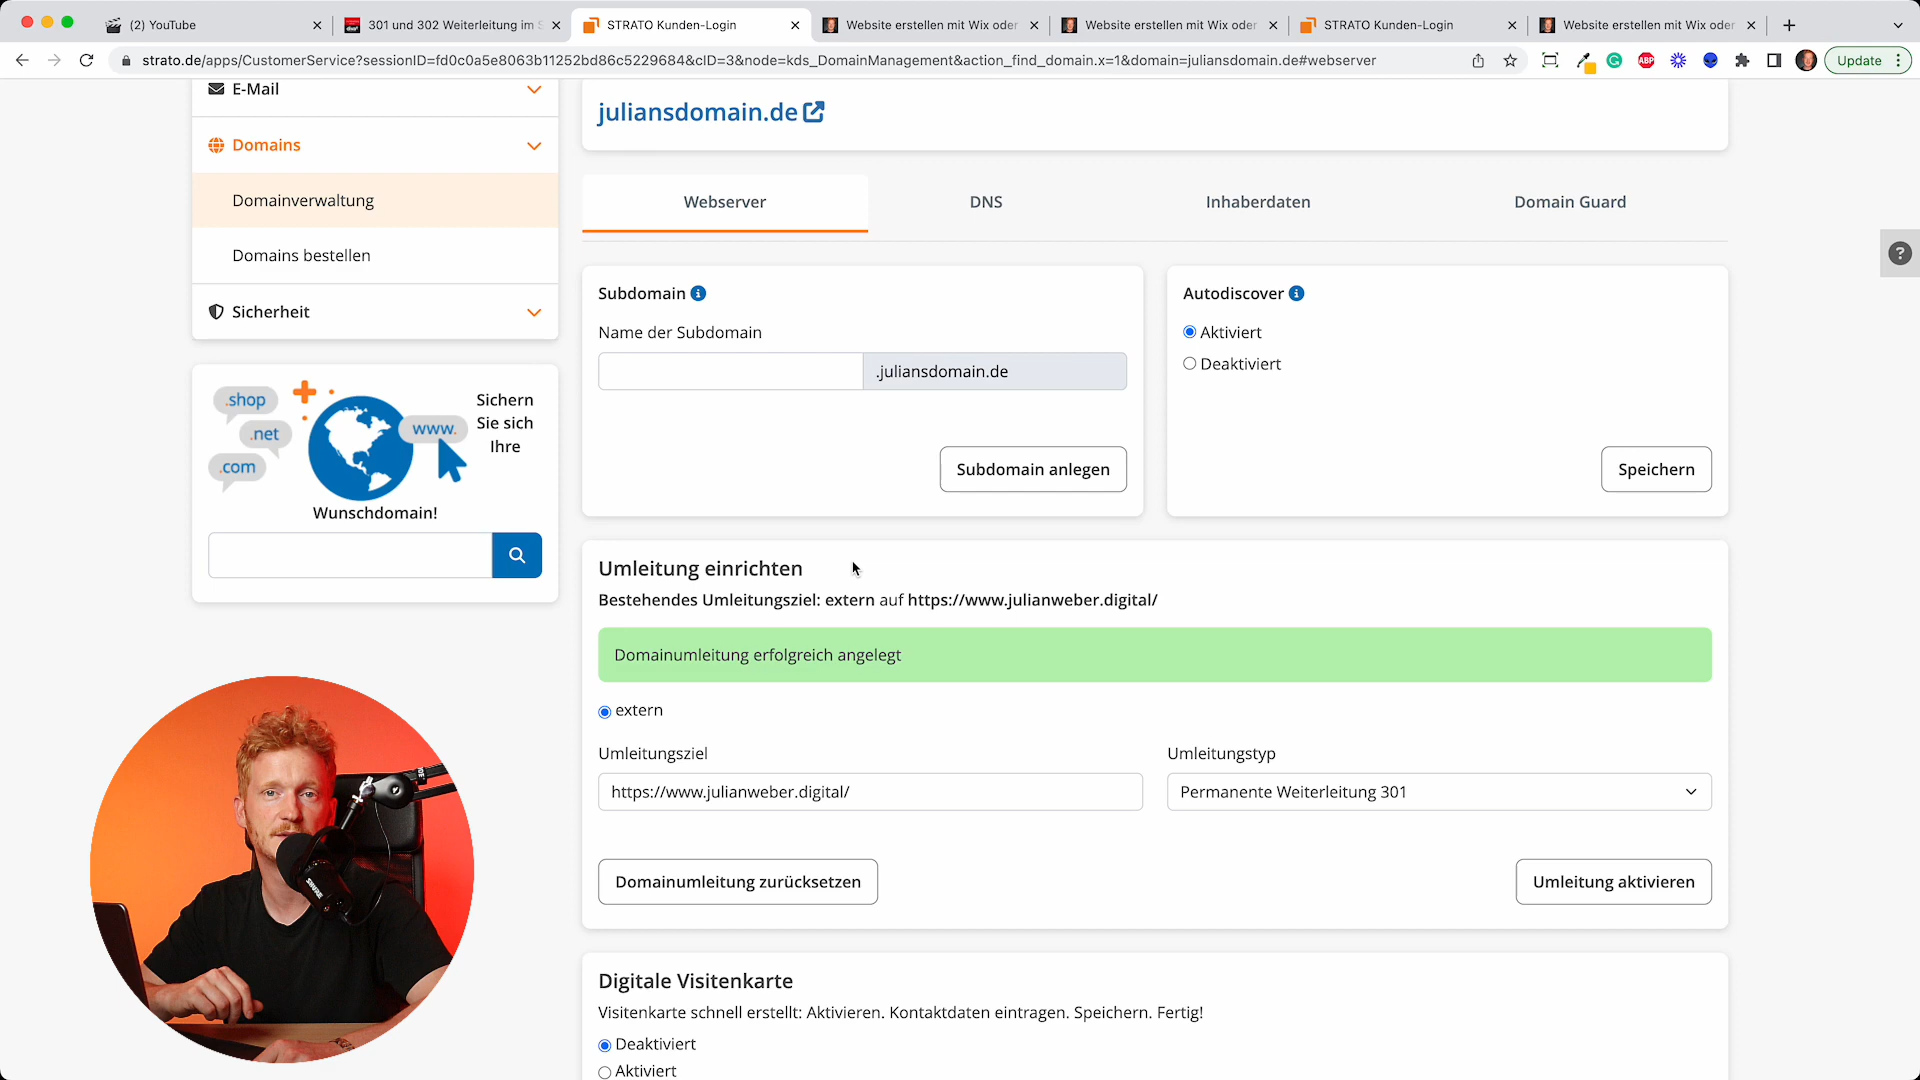 (2) YouTube
301 und 302 Weiterleitung im S
STRATO Kunden-Login
Website erstellen mit Wix oder
Website erstellen mit Wix oder
STRATO Kunden-Login
Website erstellen mit Wix oder
strato.de/apps/CustomerService?sessionID=fd0c0a5e8063b11252bd86c5229684&cID=3&node=kds_DomainManagement&action_find_domain.x=1&domain=juliansdomain.de#webserver
ABP
Update
E-Mail
Domains
Domainverwaltung
Domains bestellen
Sicherheit
.shop
.net
.com
www.
Sichern
Sie sich
Ihre
Wunschdomain!
juliansdomain.de
Webserver
DNS
Inhaberdaten
Domain Guard
?
Subdomain
Name der Subdomain
.juliansdomain.de
Subdomain anlegen
Autodiscover
Aktiviert
Deaktiviert
Speichern
Umleitung einrichten
Bestehendes Umleitungsziel: extern auf https://www.julianweber.digital/
Domainumleitung erfolgreich angelegt
extern
Umleitungsziel
Umleitungstyp
https://www.julianweber.digital/
Permanente Weiterleitung 301
Domainumleitung zurücksetzen
Umleitung aktivieren
Digitale Visitenkarte
Visitenkarte schnell erstellt: Aktivieren. Kontaktdaten eintragen. Speichern. Fertig!
Deaktiviert
Aktiviert
SHURE